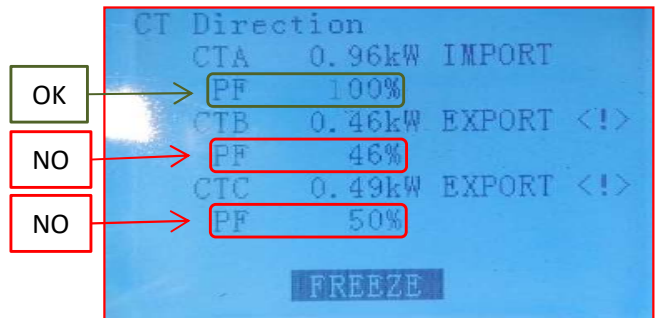 CT Direction
CTA 0.96kW IMPORT
OK
PF 100%
CTB 0.46kW EXPORT <!>
NO
PF 46%
CTC 0.49kW EXPORT <!>
NO
PF 50%
FREEZE